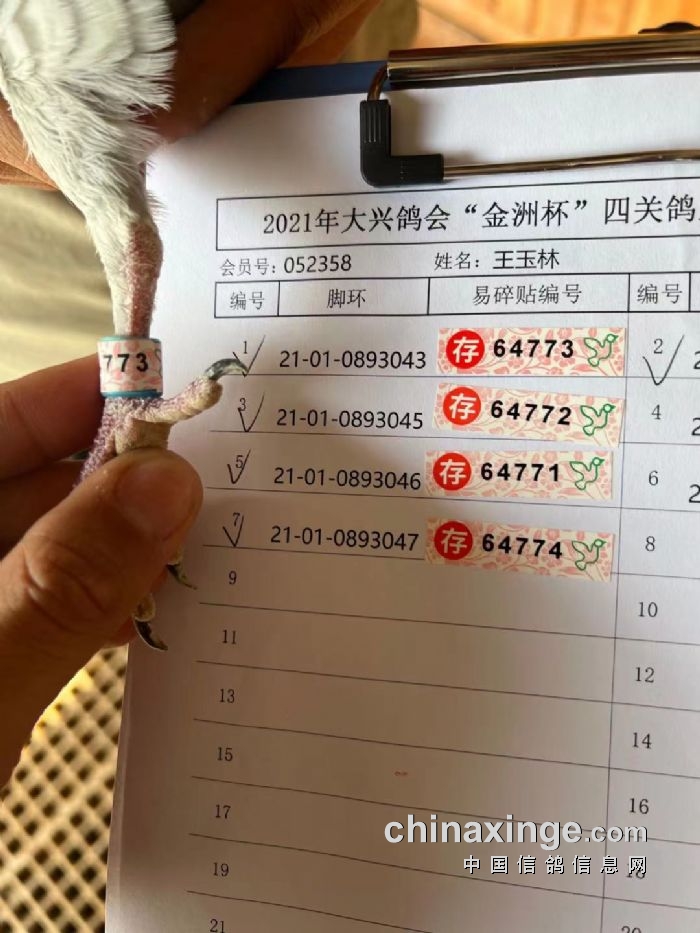 2021年大兴鸽会“金洲杯”四关鸽
会员号：052358 姓名：王玉林
编号 脚环 易碎贴编号 编号
773
1 21-01-0893043 存 64773 2
3 21-01-0893045 存 64772 4
5 21-01-0893046 存 64771 6
7 21-01-0893047 存 64774 8
9 10
11 12
13 14
15 16
17
chinaxinge.com
19 18
中国信鸽信息网
21 20